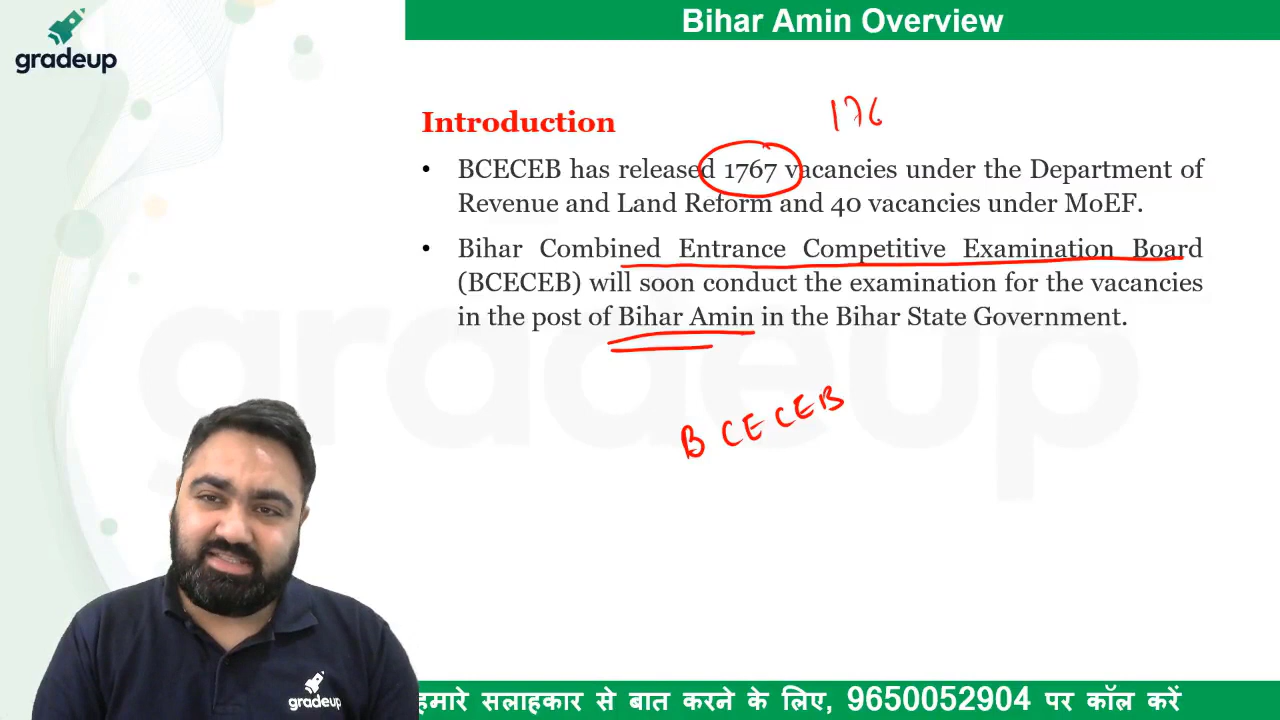 gradeup
Bihar Amin Overview
Introduction
176
• BCECEB has released 1767 vacancies under the Department of
Revenue and Land Reform and 40 vacancies under MoEF.
• Bihar Combined Entrance Competitive Examination Board
(BCECEB) will soon conduct the examination for the vacancies
in the post of Bihar Amin in the Bihar State Government.
gradeup
BCECEB
gradeup
हमारे सलाहकार से बात करने के लिए, 9650052904 पर कॉल करें